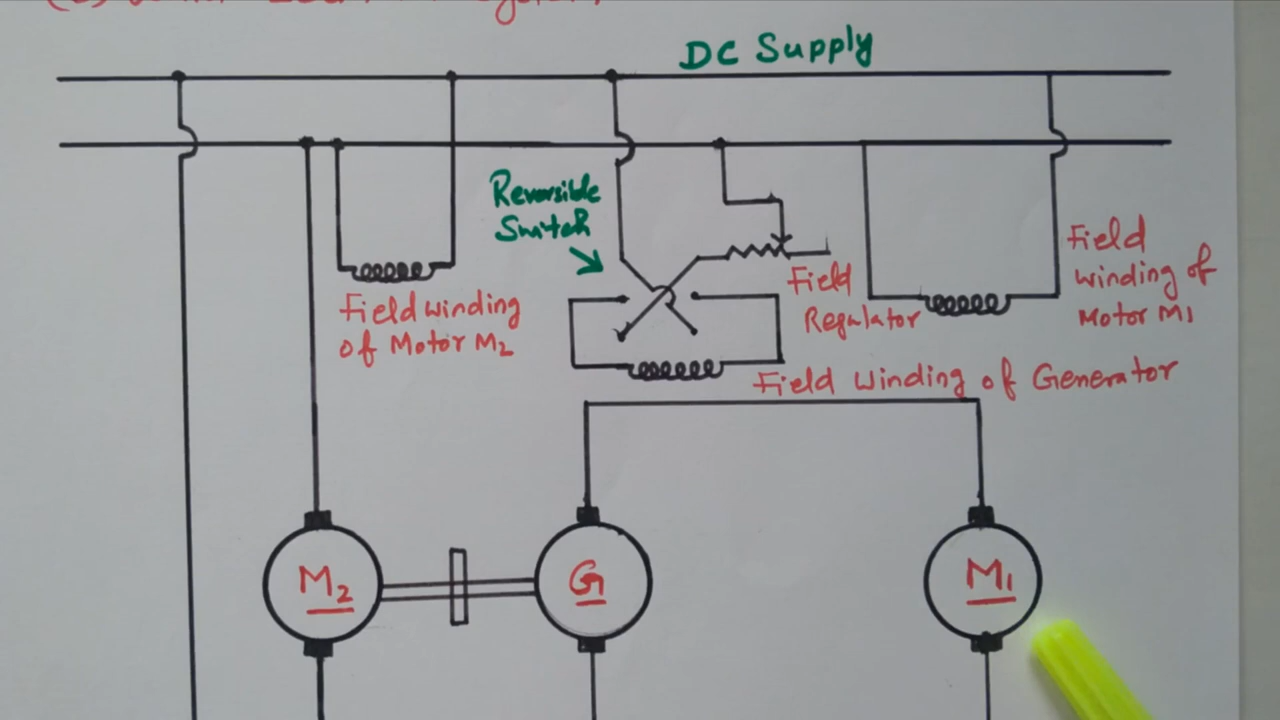 DC Supply
Reversible
Switch
Field winding
of Motor M2
Field
Regulator
Field
winding of
Motor M1
Field Winding of Generator
M2
G
M1